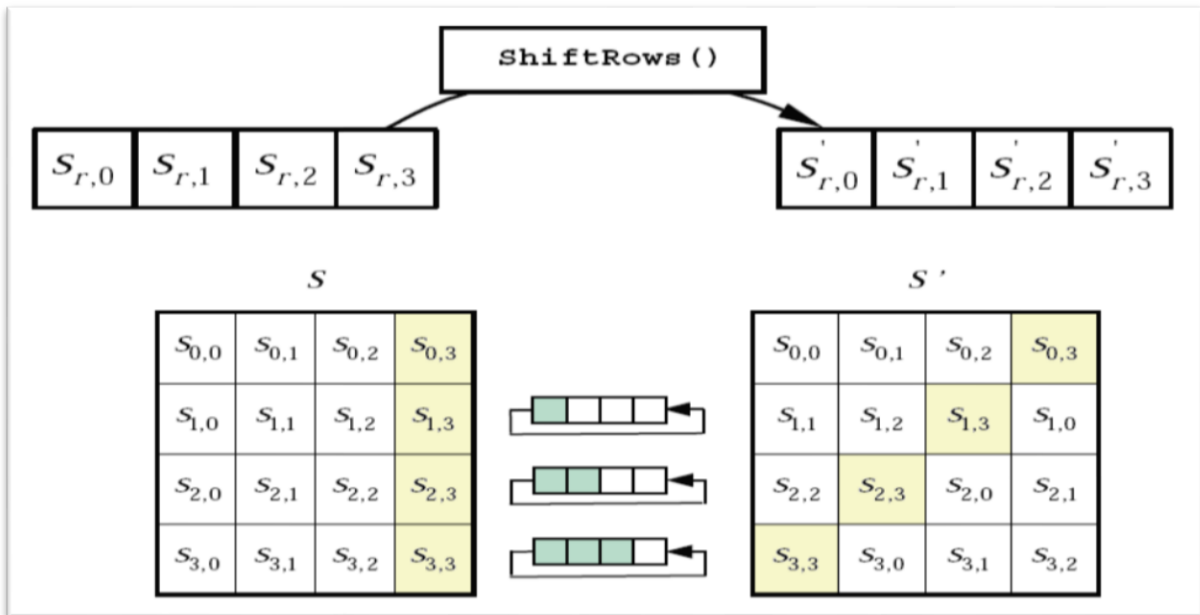 ShiftRows()
S_{r,0} S_{r,1} S_{r,2} S_{r,3}
S'_{r,0} S'_{r,1} S'_{r,2} S'_{r,3}
S
S_{0,0} S_{0,1} S_{0,2} S_{0,3}
S_{1,0} S_{1,1} S_{1,2} S_{1,3}
S_{2,0} S_{2,1} S_{2,2} S_{2,3}
S_{3,0} S_{3,1} S_{3,2} S_{3,3}
S '
S_{0,0} S_{0,1} S_{0,2} S_{0,3}
S_{1,1} S_{1,2} S_{1,3} S_{1,0}
S_{2,2} S_{2,3} S_{2,0} S_{2,1}
S_{3,3} S_{3,0} S_{3,1} S_{3,2}